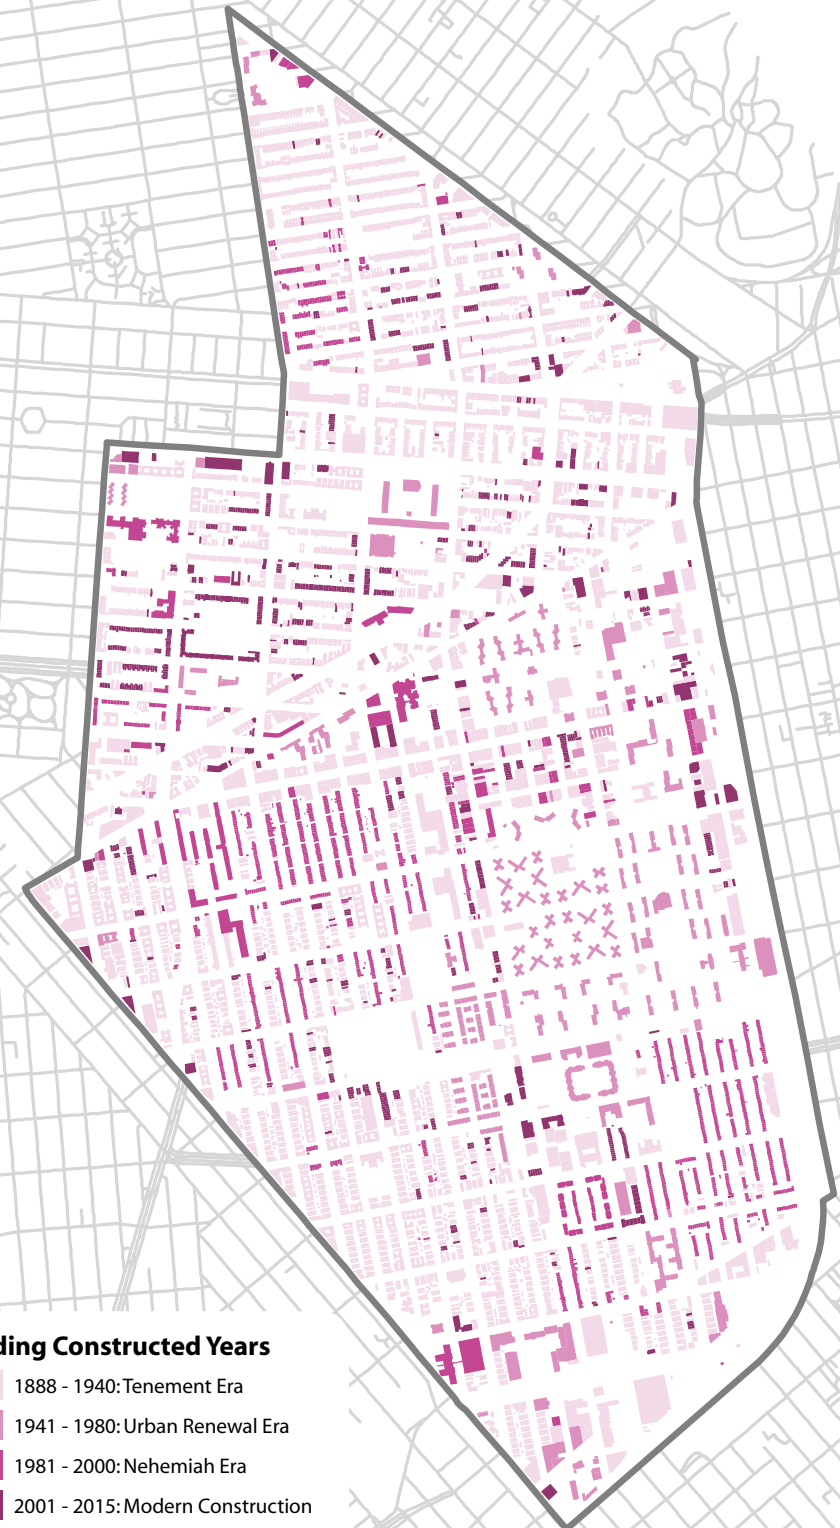 ding Constructed Years
1888 - 1940: Tenement Era
1941 - 1980: Urban Renewal Era
1981 - 2000: Nehemiah Era
2001 - 2015: Modern Construction